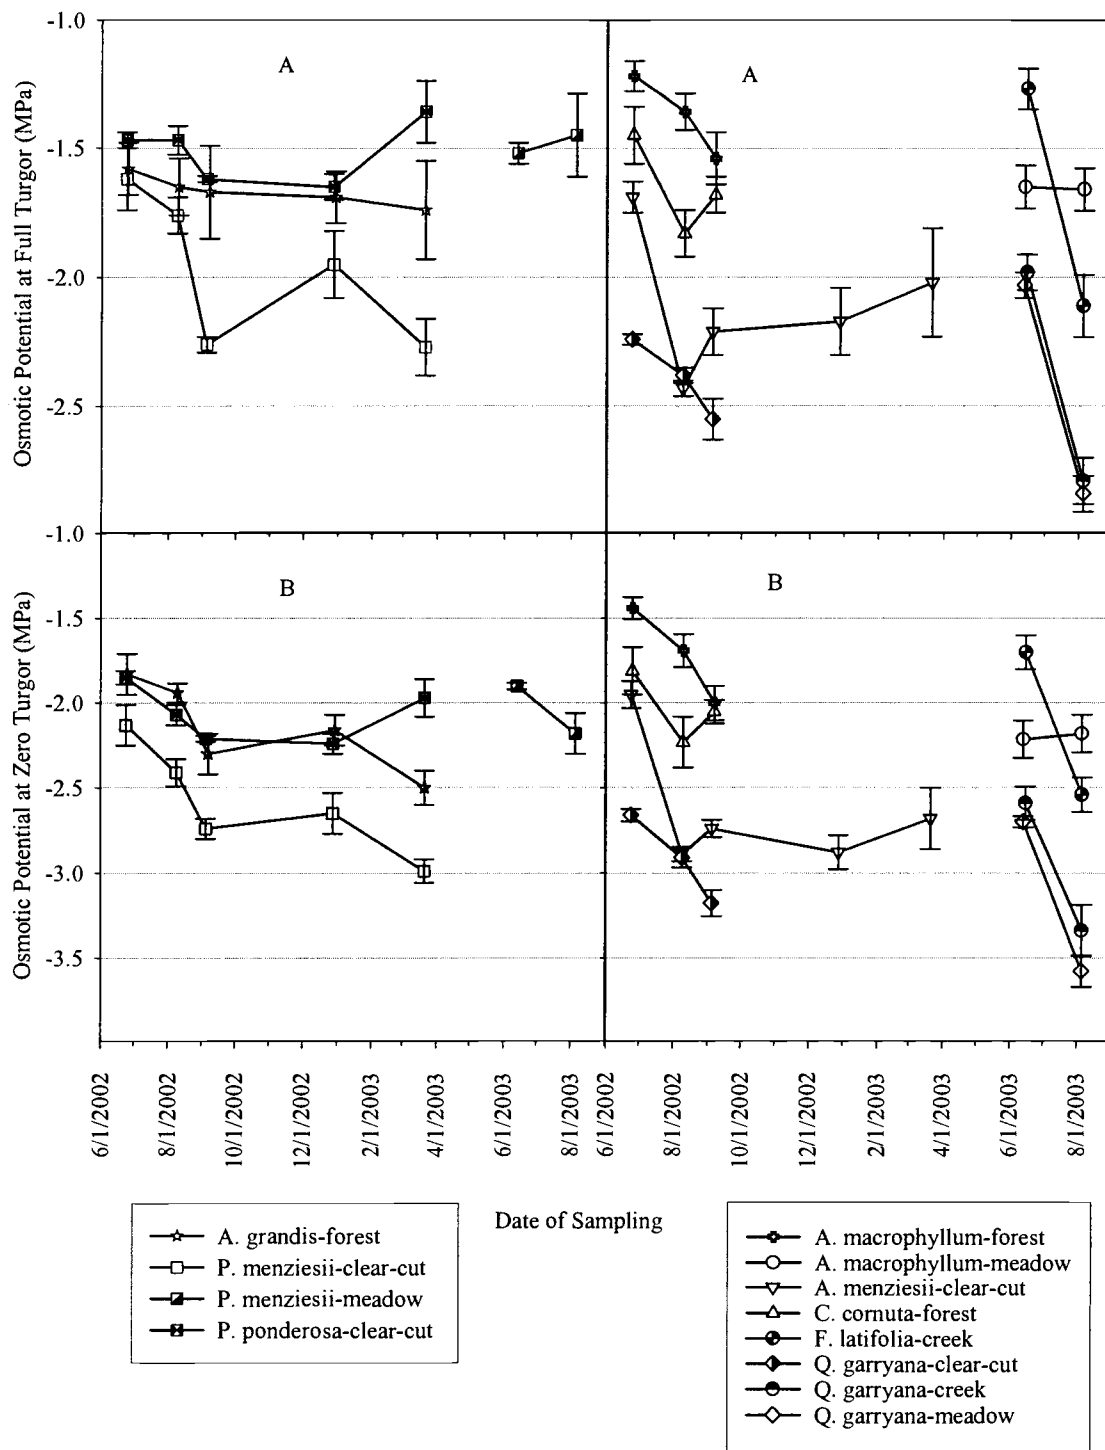 Osmotic Potential at Full Turgor (MPa)
-1.0
-1.5
-2.0
-2.5
-1.0
A
A
Osmotic Potential at Zero Turgor (MPa)
-1.5
-2.0
-2.5
-3.0
-3.5
B
B
6/1/2002
8/1/2002
10/1/2002
12/1/2002
2/1/2003
4/1/2003
6/1/2003
8/1/2003
6/1/2002
8/1/2002
10/1/2002
12/1/2002
2/1/2003
4/1/2003
6/1/2003
8/1/2003
Date of Sampling
A. grandis-forest
P. menziesii-clear-cut
P. menziesii-meadow
P. ponderosa-clear-cut
A. macrophyllum-forest
A. macrophyllum-meadow
A. menziesii-clear-cut
C. cornuta-forest
F. latifolia-creek
Q. garryana-clear-cut
Q. garryana-creek
Q. garryana-meadow